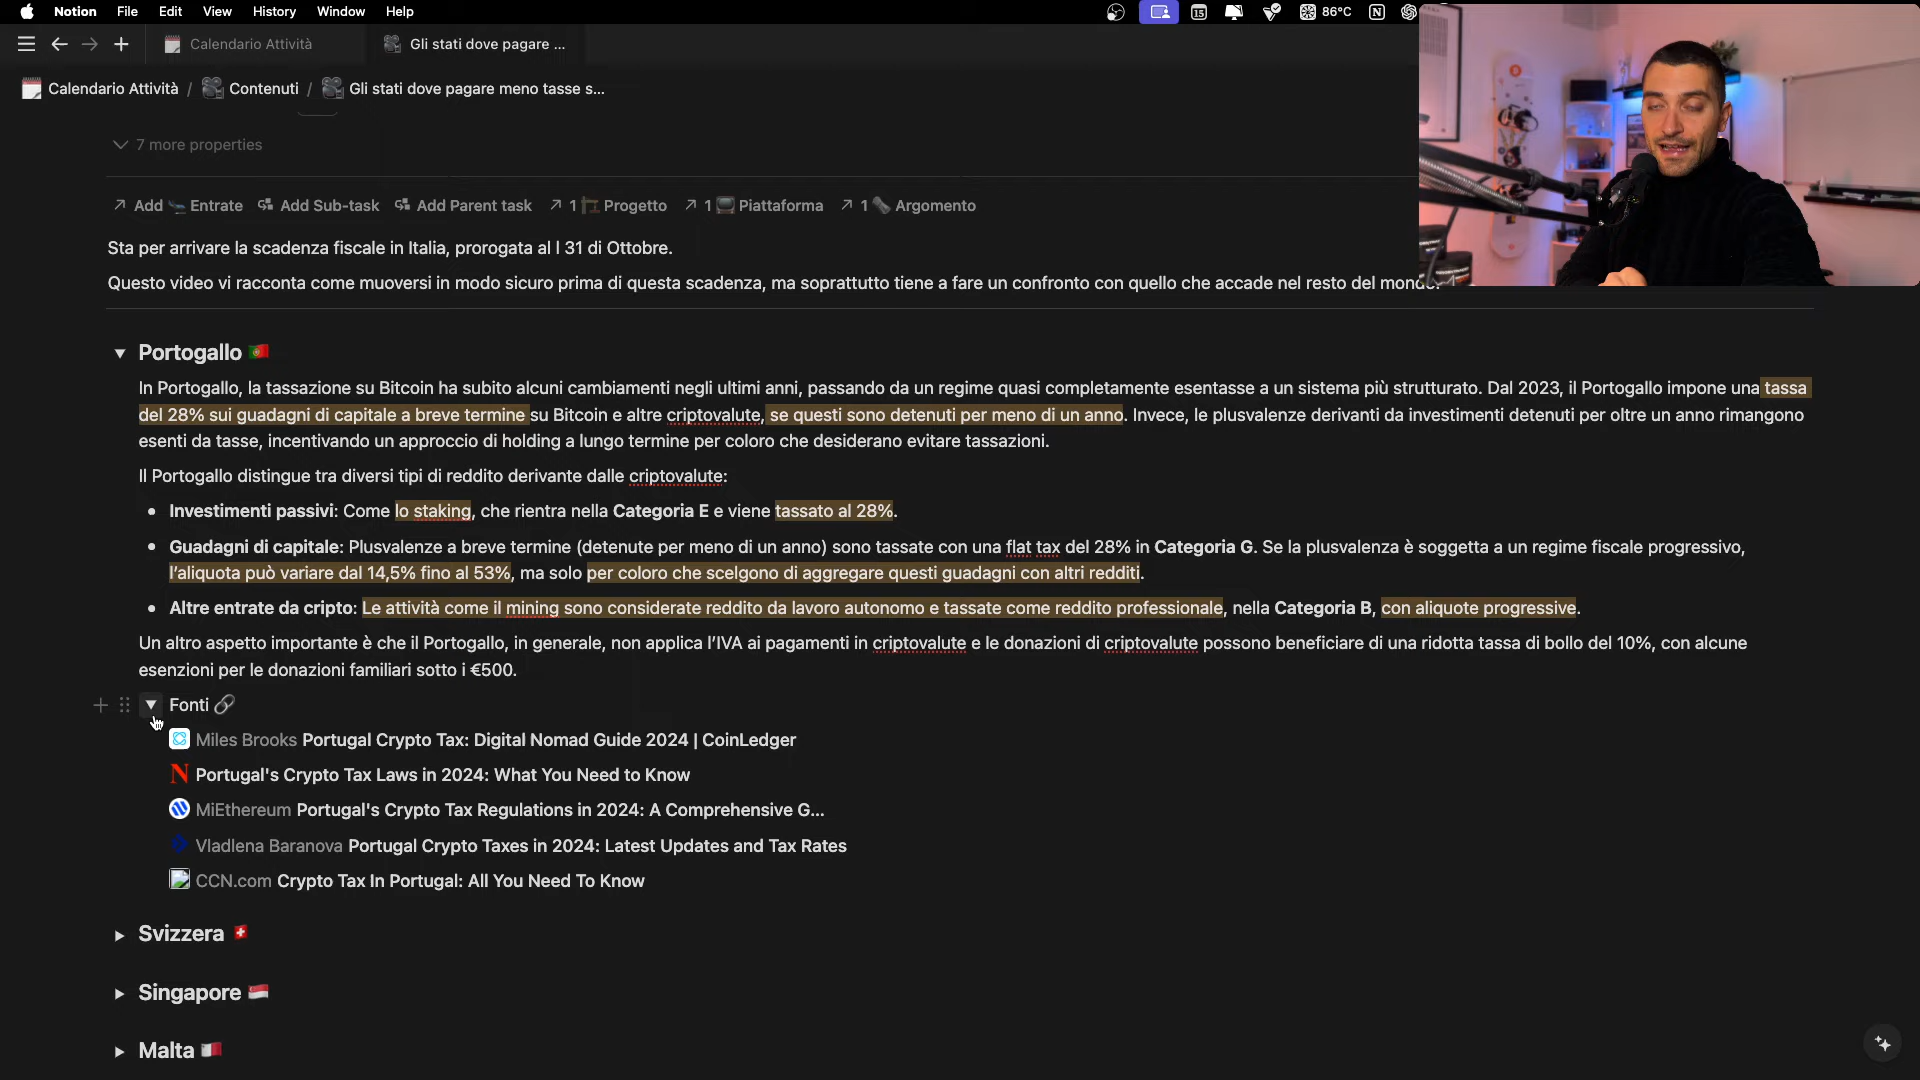 Notion File Edit View History Window Help 15 86°C
Calendario Attività Gli stati dove pagare ...
Calendario Attività / Contenuti / Gli stati dove pagare meno tasse s...
7 more properties
Add Entrate Add Sub-task Add Parent task 1 Progetto 1 Piattaforma 1 Argomento
Sta per arrivare la scadenza fiscale in Italia, prorogata al l 31 di Ottobre.
Questo video vi racconta come muoversi in modo sicuro prima di questa scadenza, ma soprattutto tiene a fare un confronto con quello che accade nel resto del mondo.
Portogallo 🇵🇹
In Portogallo, la tassazione su Bitcoin ha subito alcuni cambiamenti negli ultimi anni, passando da un regime quasi completamente esentasse a un sistema più strutturato. Dal 2023, il Portogallo impone una tassa
del 28% sui guadagni di capitale a breve termine su Bitcoin e altre criptovalute, se questi sono detenuti per meno di un anno. Invece, le plusvalenze derivanti da investimenti detenuti per oltre un anno rimangono
esenti da tasse, incentivando un approccio di holding a lungo termine per coloro che desiderano evitare tassazioni.
Il Portogallo distingue tra diversi tipi di reddito derivante dalle criptovalute:
• Investimenti passivi: Come lo staking, che rientra nella Categoria E e viene tassato al 28%.
• Guadagni di capitale: Plusvalenze a breve termine (detenute per meno di un anno) sono tassate con una flat tax del 28% in Categoria G. Se la plusvalenza è soggetta a un regime fiscale progressivo,
l'aliquota può variare dal 14,5% fino al 53%, ma solo per coloro che scelgono di aggregare questi guadagni con altri redditi.
• Altre entrate da cripto: Le attività come il mining sono considerate reddito da lavoro autonomo e tassate come reddito professionale, nella Categoria B, con aliquote progressive.
Un altro aspetto importante è che il Portogallo, in generale, non applica l'IVA ai pagamenti in criptovalute e le donazioni di criptovalute possono beneficiare di una ridotta tassa di bollo del 10%, con alcune
esenzioni per le donazioni familiari sotto i €500.
Fonti 🔗
Miles Brooks Portugal Crypto Tax: Digital Nomad Guide 2024 | CoinLedger
Portugal's Crypto Tax Laws in 2024: What You Need to Know
MiEthereum Portugal's Crypto Tax Regulations in 2024: A Comprehensive G...
Vladlena Baranova Portugal Crypto Taxes in 2024: Latest Updates and Tax Rates
CCN.com Crypto Tax In Portugal: All You Need To Know
Svizzera 🇨🇭
Singapore 🇸🇬
Malta 🇲🇹